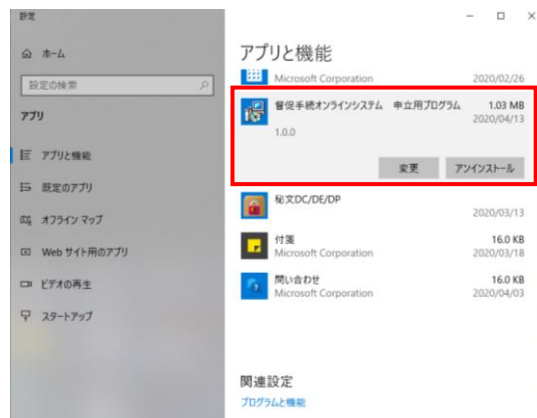 設定
ホーム
設定の検索
アプリ
アプリと機能
既定のアプリ
オフライン マップ
Web サイト用のアプリ
ビデオの再生
スタートアップ
アプリと機能
Microsoft Corporation 2020/02/26
督促手続オンラインシステム 申立用プログラム 1.03 MB
2020/04/13
1.0.0
変更 アンインストール
秘文DC/DE/DP
2020/03/13
付箋 16.0 KB
Microsoft Corporation 2020/03/18
問い合わせ 16.0 KB
Microsoft Corporation 2020/04/03
関連設定
プログラムと機能